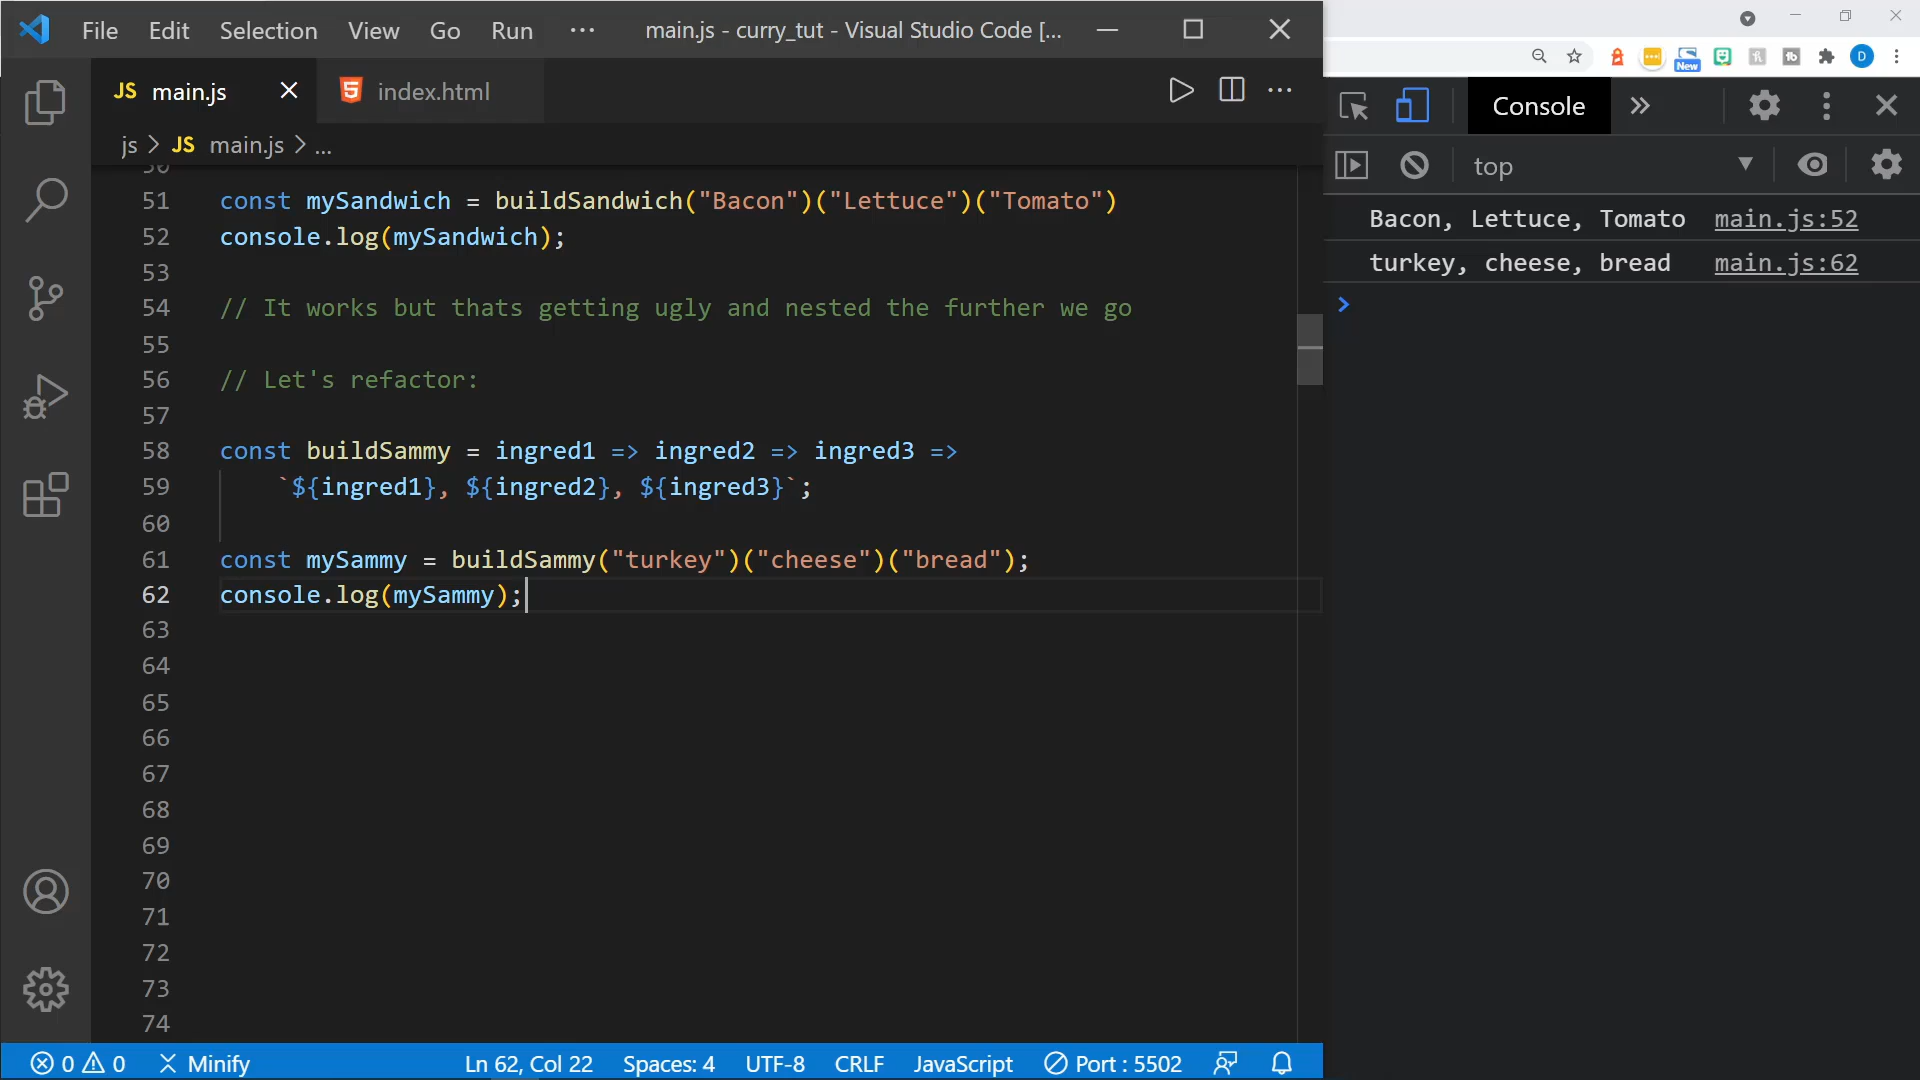 File Edit Selection View Go Run ··· main.js - curry_tut - Visual Studio Code [...
JS main.js index.html
js > JS main.js > ...
50
51 const mySandwich = buildSandwich("Bacon")("Lettuce")("Tomato")
52 console.log(mySandwich);
53
54 // It works but thats getting ugly and nested the further we go
55
56 // Let's refactor:
57
58 const buildSammy = ingred1 => ingred2 => ingred3 =>
59 `${ingred1}, ${ingred2}, ${ingred3}`;
60
61 const mySammy = buildSammy("turkey")("cheese")("bread");
62 console.log(mySammy);
63
64
65
66
67
68
69
70
71
72
73
74
0 0 Minify Ln 62, Col 22 Spaces: 4 UTF-8 CRLF JavaScript Port : 5502
New D
Console
top
Bacon, Lettuce, Tomato main.js:52
turkey, cheese, bread main.js:62
>